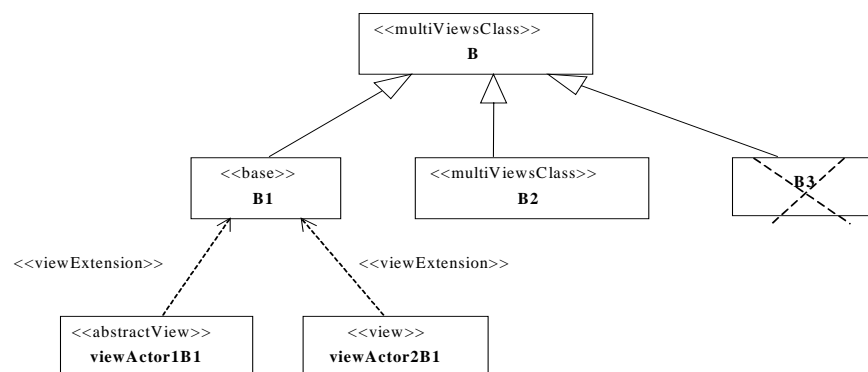 <<multiViewsClass>>
B
<<base>>
B1
<<multiViewsClass>>
B2
B3
<<viewExtension>>
<<viewExtension>>
<<abstractView>>
viewActor1B1
<<view>>
viewActor2B1